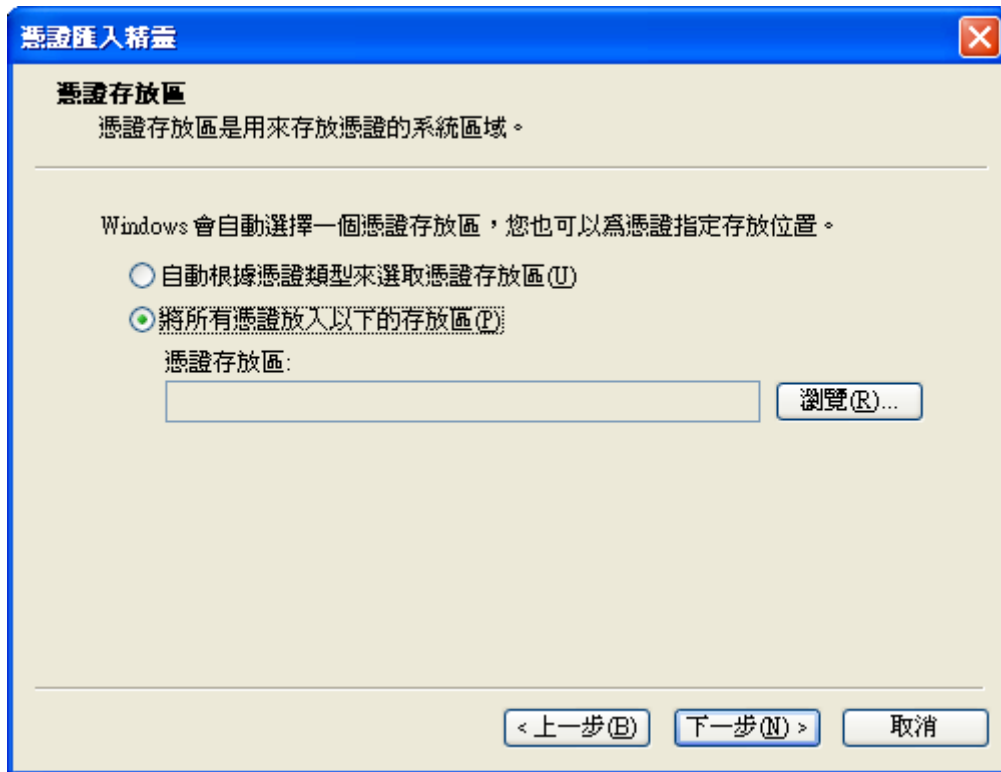 憑證匯入精靈
憑證存放區
憑證存放區是用來存放憑證的系統區域。
Windows 會自動選擇一個憑證存放區，您也可以為憑證指定存放位置。
自動根據憑證類型來選取憑證存放區(U)
將所有憑證放入以下的存放區(P)
憑證存放區:
瀏覽(R)...
< 上一步(B)
下一步(N) >
取消